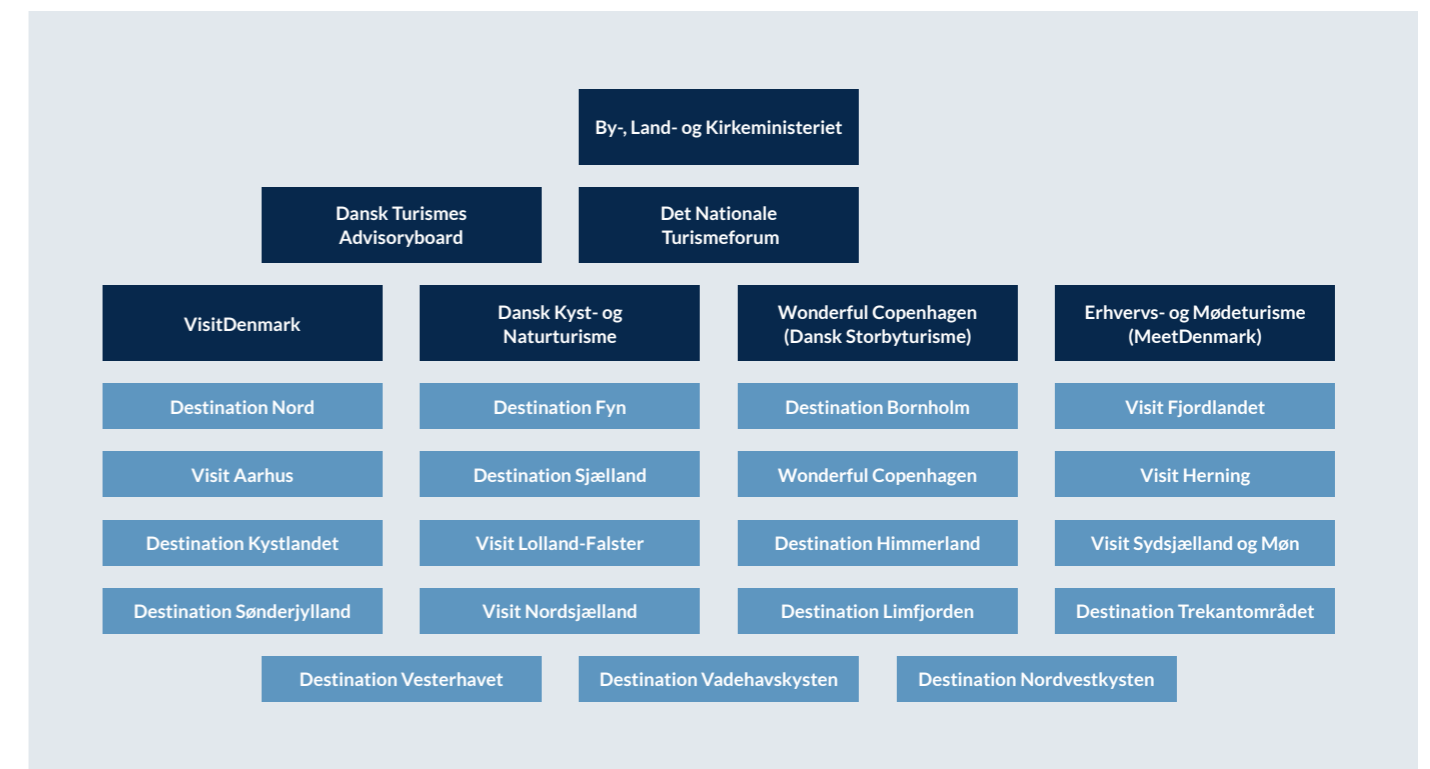 By-, Land- og Kirkeministeriet
Dansk Turismes
Advisoryboard
Det Nationale
Turismeforum
VisitDenmark
Dansk Kyst- og
Naturturisme
Wonderful Copenhagen
(Dansk Storbyturisme)
Erhvervs- og Mødeturisme
(MeetDenmark)
Destination Nord
Destination Fyn
Destination Bornholm
Visit Fjordlandet
Visit Aarhus
Destination Sjælland
Wonderful Copenhagen
Visit Herning
Destination Kystlandet
Visit Lolland-Falster
Destination Himmerland
Visit Sydsjælland og Møn
Destination Sønderjylland
Visit Nordsjælland
Destination Limfjorden
Destination Trekantområdet
Destination Vesterhavet
Destination Vadehavskysten
Destination Nordvestkysten